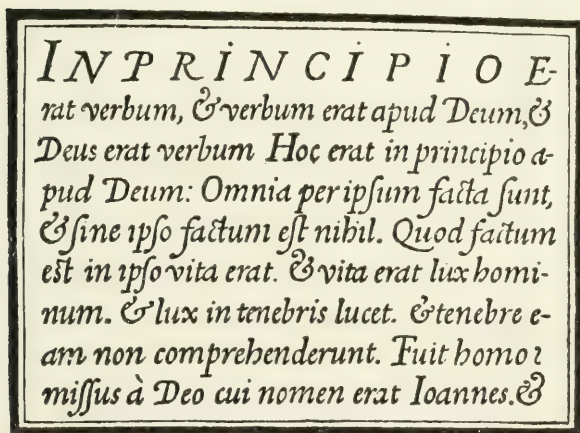 IN PRINCIPIO E-
rat verbum, & verbum erat apud Deum, &
Deus erat verbum Hoc erat in principio a-
pud Deum: Omnia per ipſum facta ſunt,
& ſine ipſo factum eſt nihil. Quod factum
eſt in ipſo vita erat. & vita erat lux homi-
num. & lux in tenebris lucet. & tenebre e-
am non comprehenderunt. Fuit homo
miſſus à Deo cui nomen erat Ioannes. &